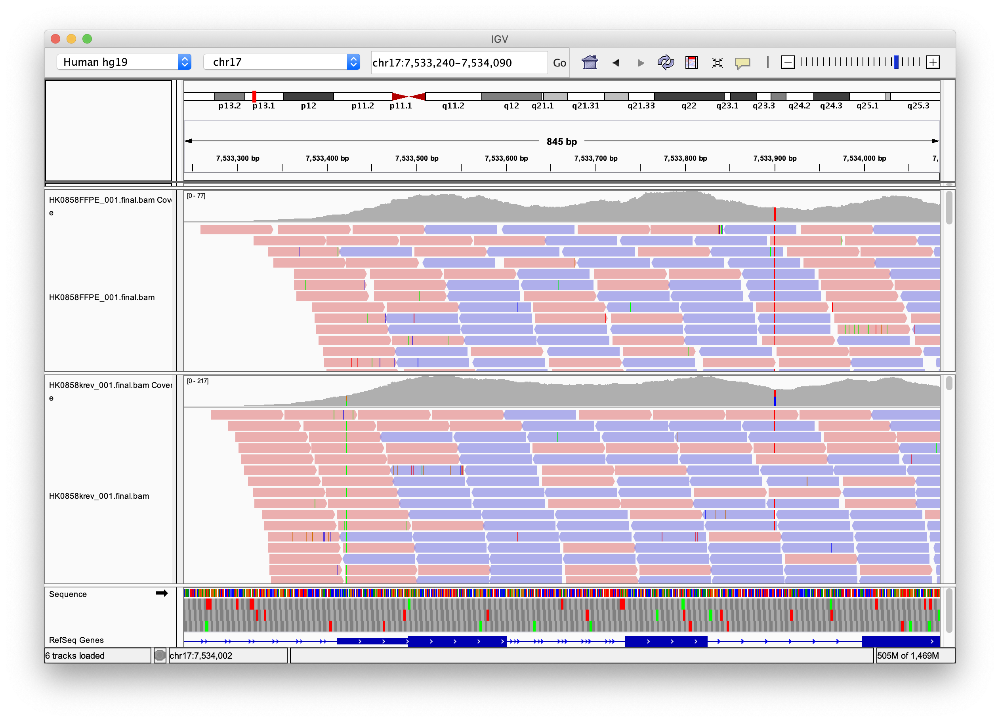 IGV
Human hg19 chr17 chr17:7,533,240-7,534,090 Go
p13.2 p13.1 p12 p11.2 p11.1 q11.2 q12 q21.1 q21.31 q21.33 q22 q23.1 q23.3 q24.2 q24.3 q25.1 q25.3
845 bp
7,533,300 bp 7,533,400 bp 7,533,500 bp 7,533,600 bp 7,533,700 bp 7,533,800 bp 7,533,900 bp 7,534,000 bp 7,
HK0858FFPE_001.final.bam Cov
e
[0 - 77]
HK0858FFPE_001.final.bam
HK0858krev_001.final.bam Cover
e
[0 - 217]
HK0858krev_001.final.bam
Sequence
RefSeq Genes
6 tracks loaded chr17:7,534,002 505M of 1,469M